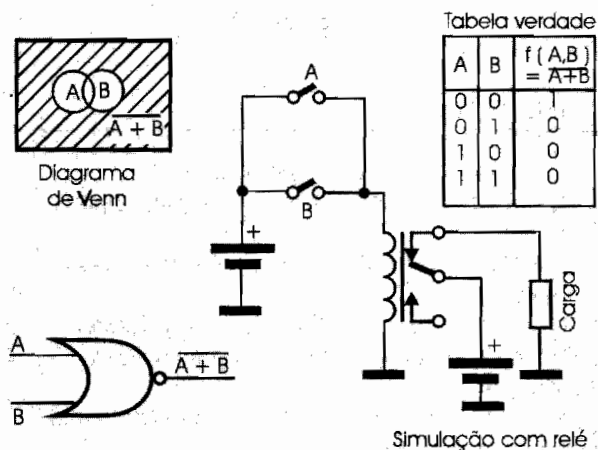 Tabela verdade
A B f ( A,B ) = A̅+̅B̅
0 0 1
0 1 0
1 0 0
1 1 0
A B
A̅ ̅+̅ ̅B̅
Diagrama
de Venn
A
B
+
Carga
+
A
B
A̅ ̅+̅ ̅B̅
Simulação com relé